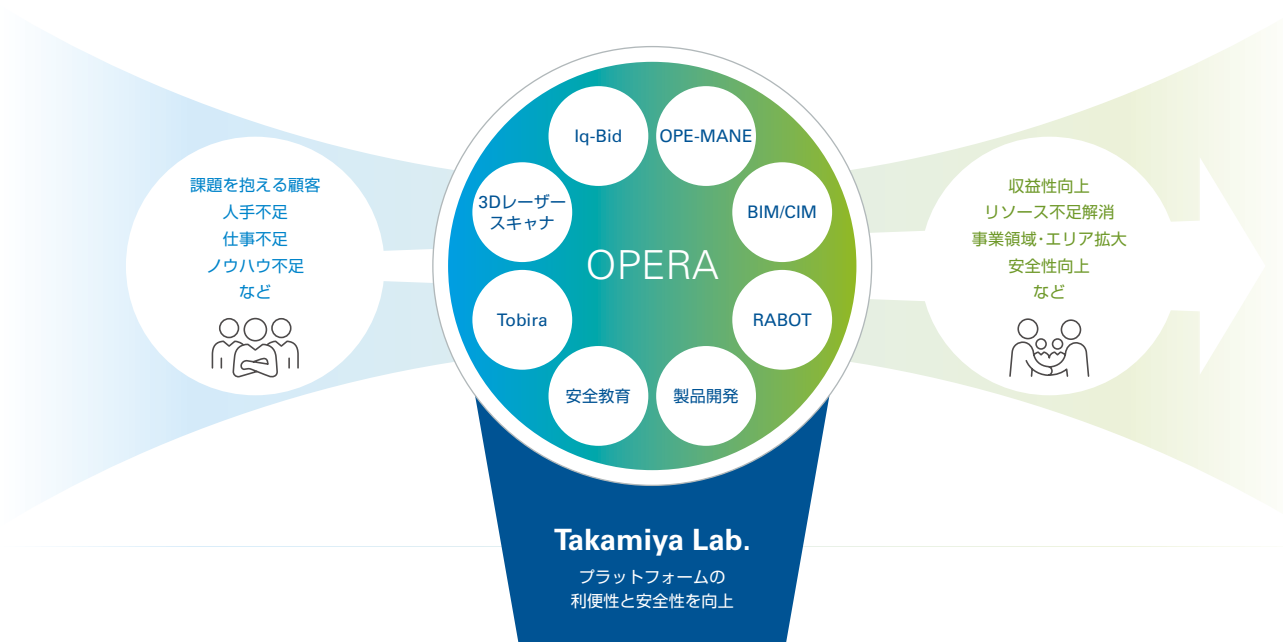 課題を抱える顧客
人手不足
仕事不足
ノウハウ不足
など
Iq-Bid
OPE-MANE
3Dレーザー
スキャナ
BIM/CIM
OPERA
Tobira
RABOT
安全教育
製品開発
収益性向上
リソース不足解消
事業領域・エリア拡大
安全性向上
など
Takamiya Lab.
プラットフォームの
利便性と安全性を向上